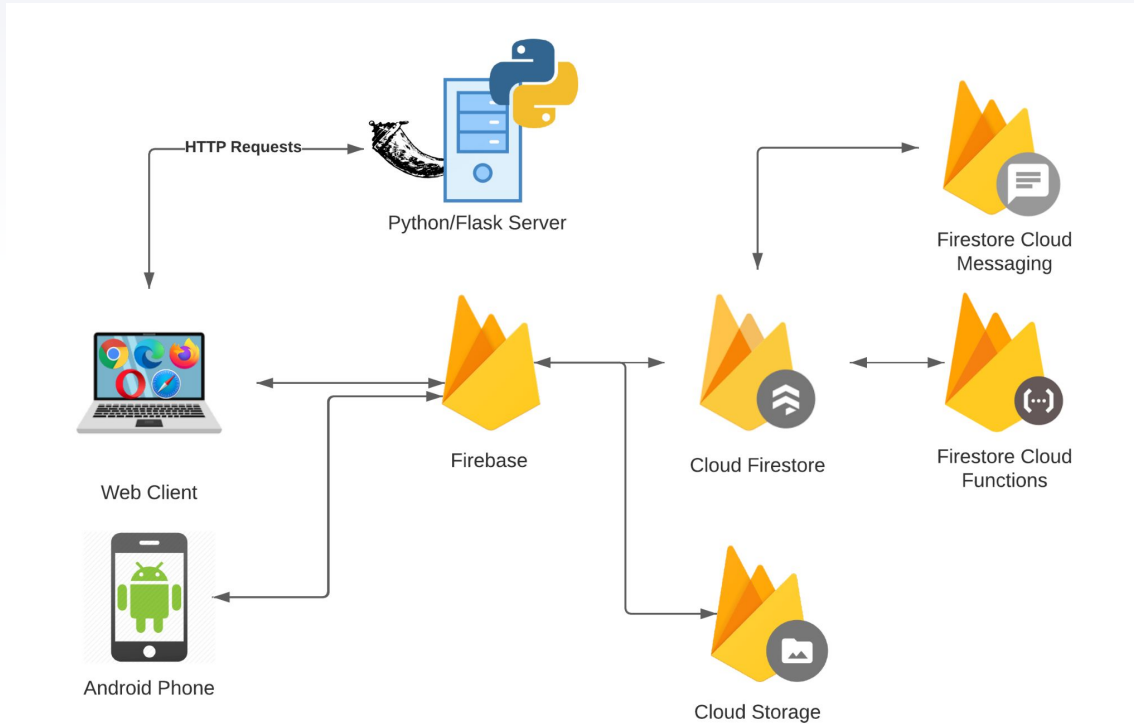 HTTP Requests
Python/Flask Server
Firestore Cloud
Messaging
Web Client
Firebase
Cloud Firestore
Firestore Cloud
Functions
Android Phone
Cloud Storage